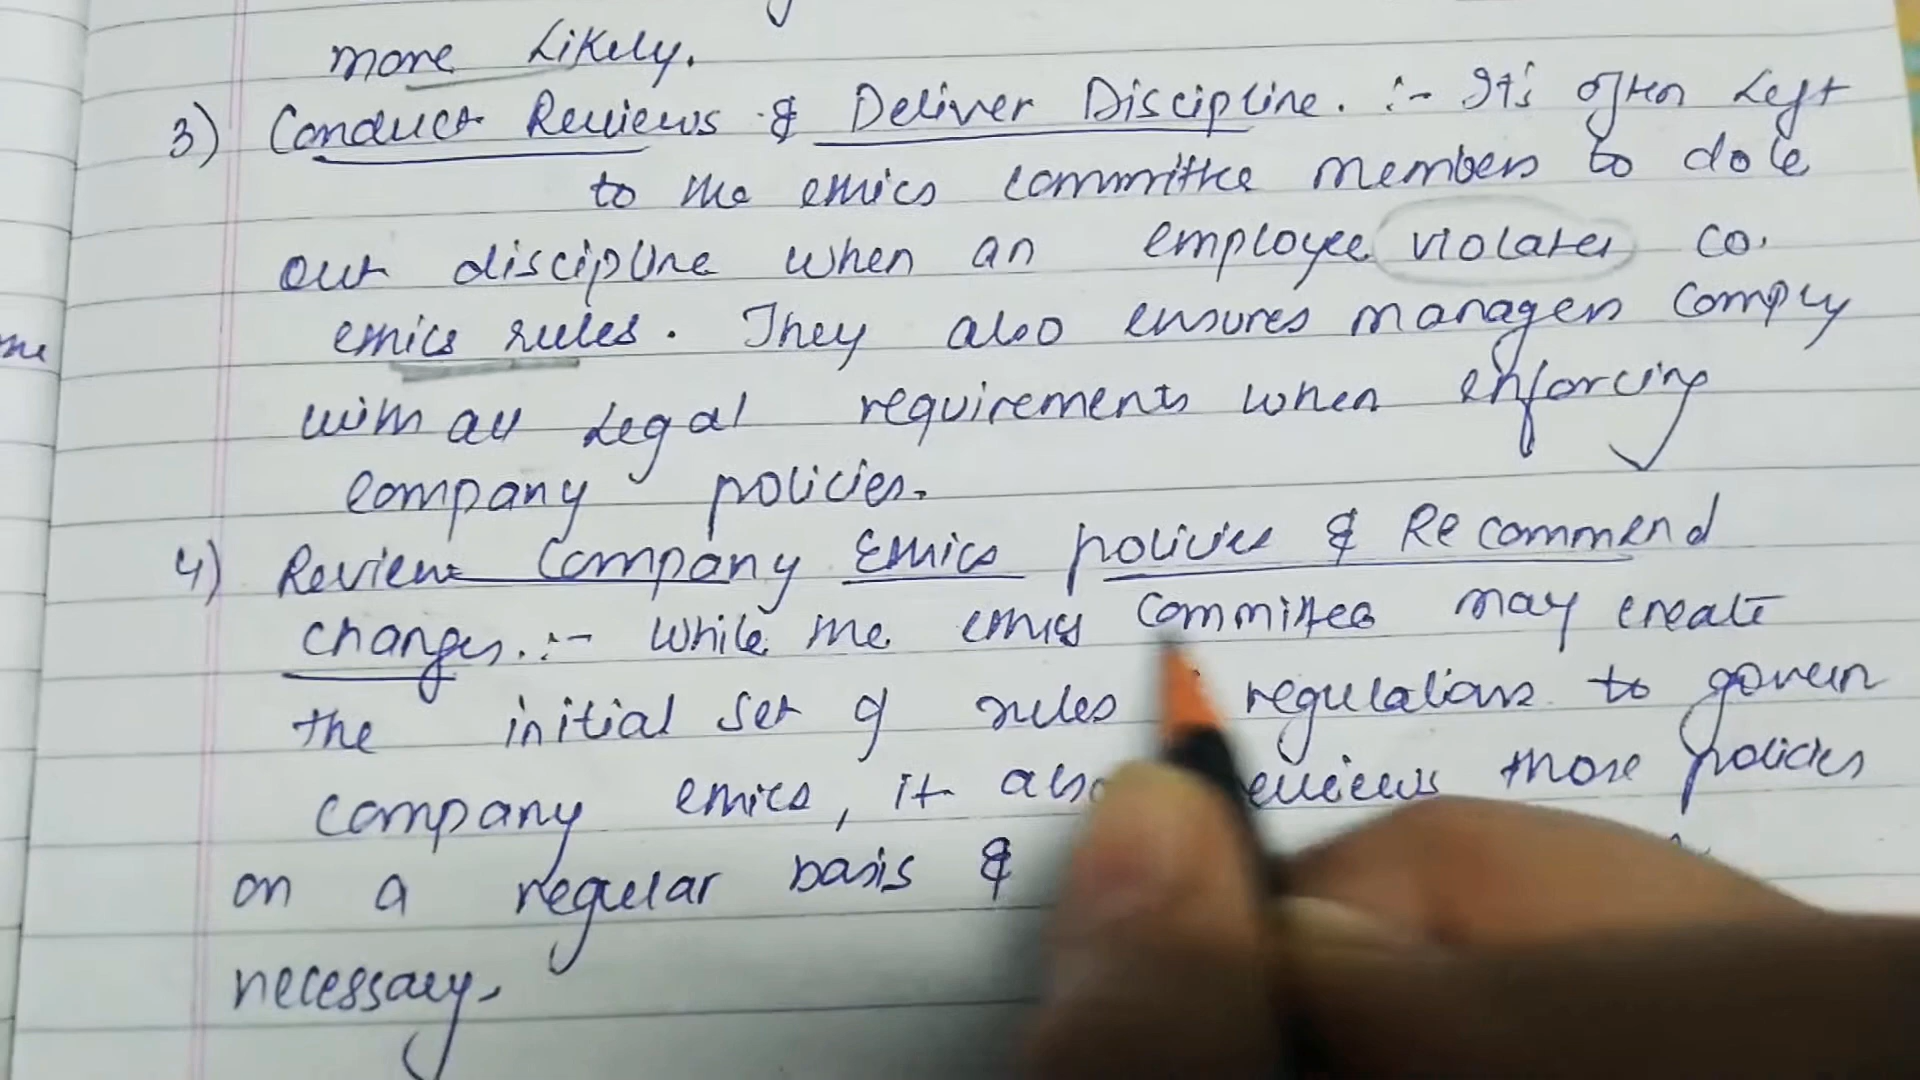 more Likely.
3) Conduct Reviews & Deliver Discipline. :- It's often Left
to the ethics committee members to dole
out discipline when an employee violates co.
ethics rules. They also ensures managers comply
with all Legal requirements when enforcing
company policies.
4) Review Company Ethics policies & Recommend
changes. :- While the ethics committee may create
the initial set of rules regulations to govern
company ethics, it also reviews more policies
on a regular basis &
necessary.